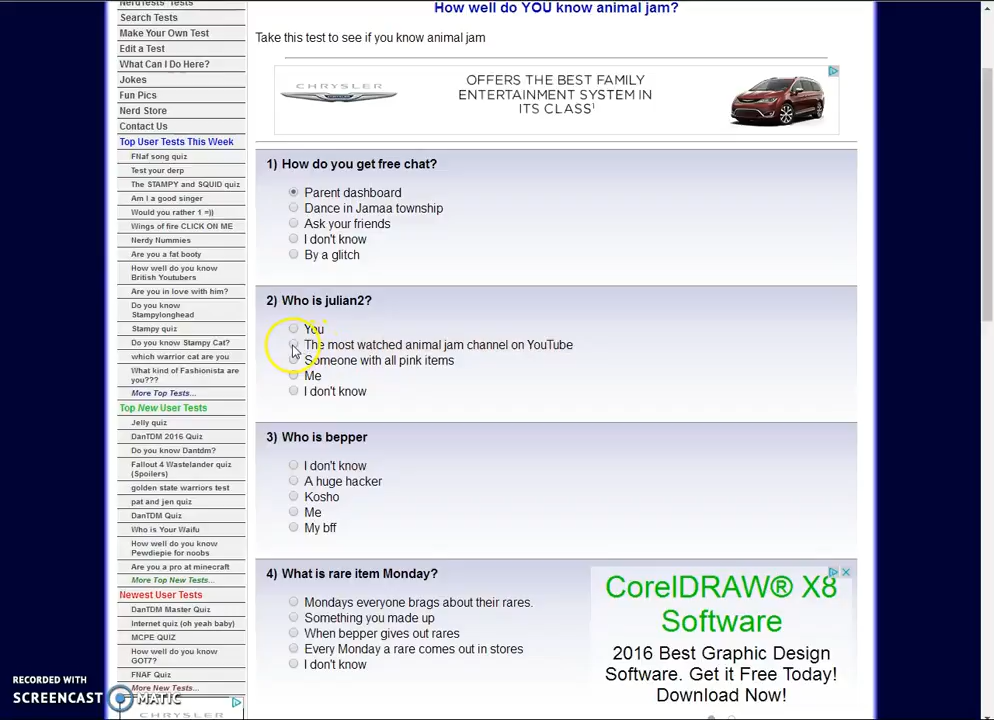 NerdTests Tests
Search Tests
Make Your Own Test
Edit a Test
What Can I Do Here?
Jokes
Fun Pics
Nerd Store
Contact Us
Top User Tests This Week
FNaf song quiz
Test your derp
The STAMPY and SQUID quiz
Am I a good singer
Would you rather 1 =))
Wings of fire CLICK ON ME
Nerdy Nummies
Are you a fat booty
How well do you know
British Youtubers
Are you in love with him?
Do you know
Stampylonghead
Stampy quiz
Do you know Stampy Cat?
which warrior cat are you
What kind of Fashionista are
you???
More Top Tests...
Top New User Tests
Jelly quiz
DanTDM 2016 Quiz
Do you know Dantdm?
Fallout 4 Wastelander quiz
(Spoilers)
golden state warriors test
pat and jen quiz
DanTDM Quiz
Who is Your Waifu
How well do you know
Pewdiepie for noobs
Are you a pro at minecraft
More Top New Tests...
Newest User Tests
DanTDM Master Quiz
Internet quiz (oh yeah baby)
MCPE QUIZ
How well do you know
GOT7?
FNAF Quiz
More New Tests...
CHRYSLER
How well do YOU know animal jam?
Take this test to see if you know animal jam
CHRYSLER
OFFERS THE BEST FAMILY
ENTERTAINMENT SYSTEM IN
ITS CLASS¹
1) How do you get free chat?
Parent dashboard
Dance in Jamaa township
Ask your friends
I don't know
By a glitch
2) Who is julian2?
You
The most watched animal jam channel on YouTube
Someone with all pink items
Me
I don't know
3) Who is bepper
I don't know
A huge hacker
Kosho
Me
My bff
4) What is rare item Monday?
Mondays everyone brags about their rares.
Something you made up
When bepper gives out rares
Every Monday a rare comes out in stores
I don't know
CorelDRAW® X8
Software
2016 Best Graphic Design
Software. Get it Free Today!
Download Now!
RECORDED WITH
SCREENCAST MATIC